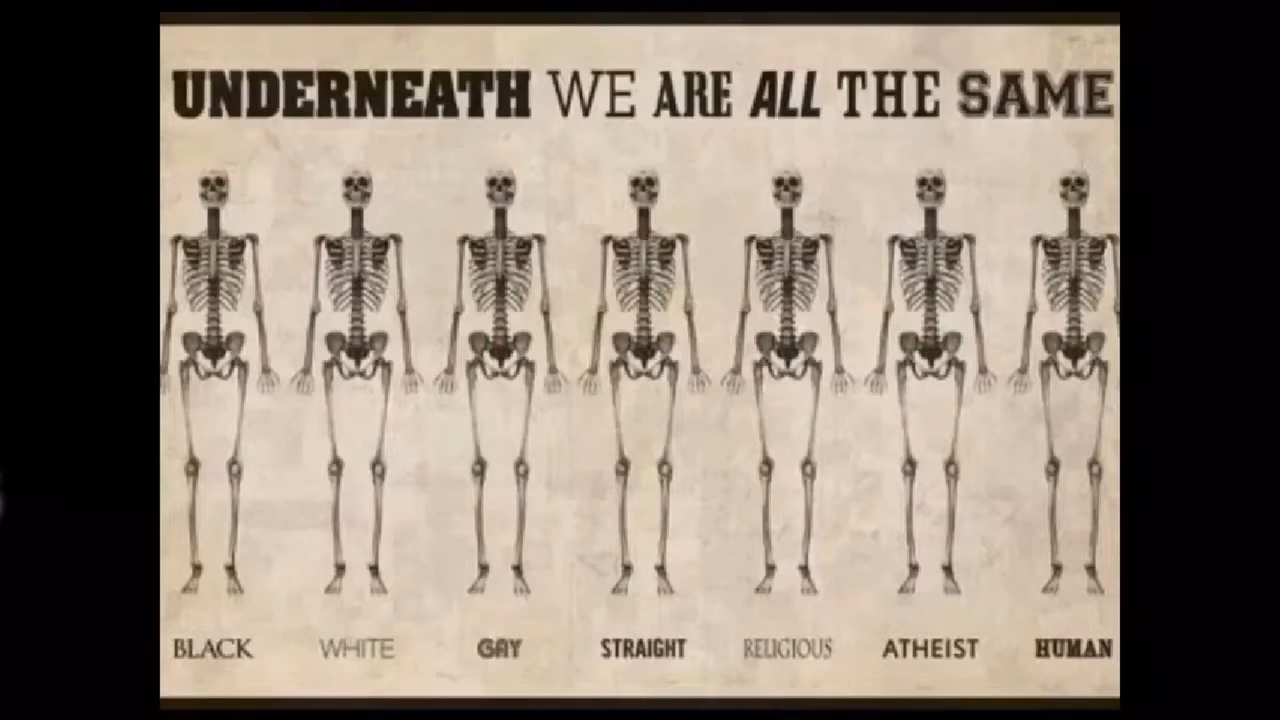 UNDERNEATH WE ARE ALL THE SAME
BLACK WHITE GAY STRAIGHT RELIGIOUS ATHEIST HUMAN